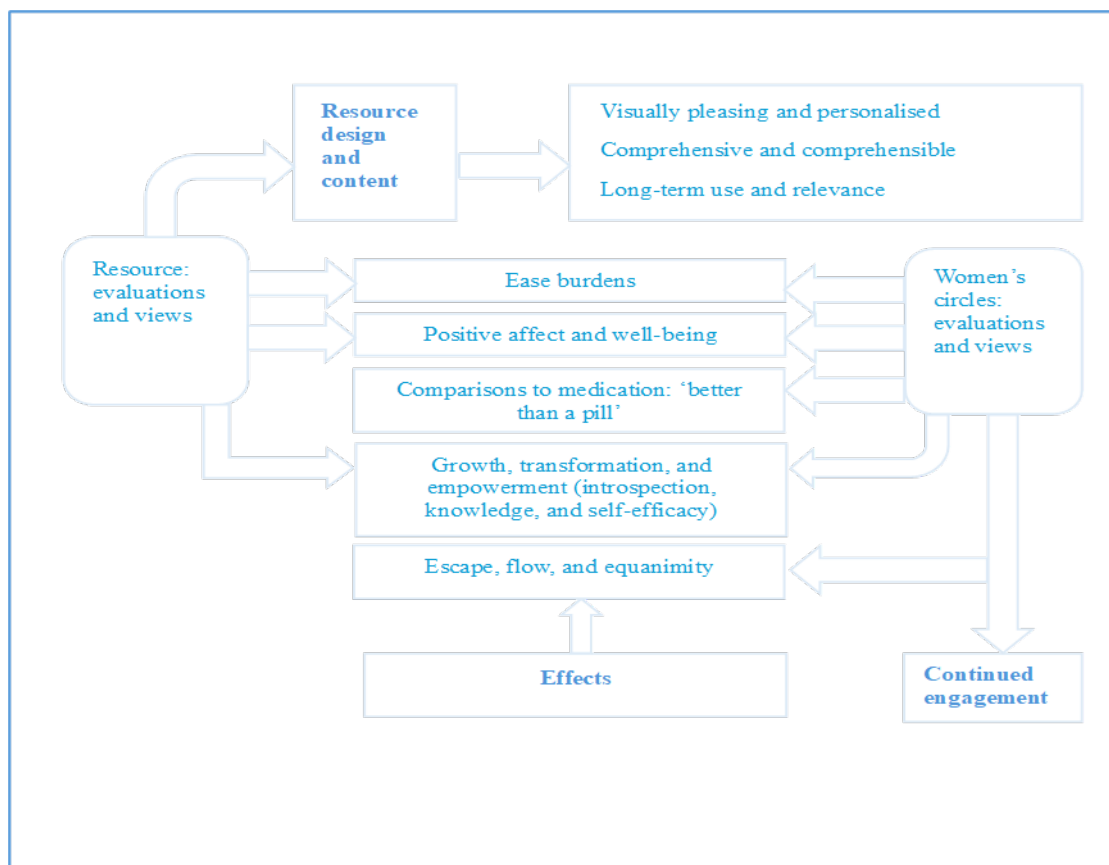 Resource
design
and
content
Visually pleasing and personalised
Comprehensive and comprehensible
Long-term use and relevance
Resource:
evaluations
and views
Ease burdens
Positive affect and well-being
Comparisons to medication: ‘better
than a pill’
Growth, transformation, and
empowerment (introspection,
knowledge, and self-efficacy)
Escape, flow, and equanimity
Effects
Women’s
circles:
evaluations
and views
Continued
engagement